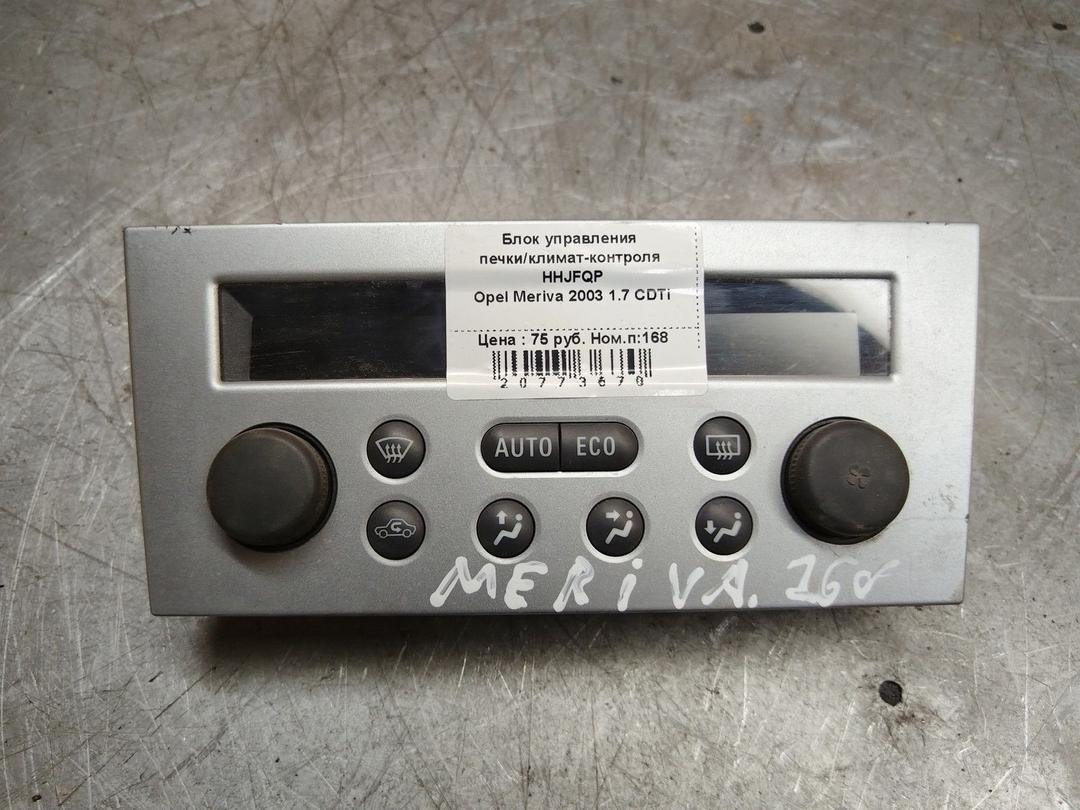 Блок управления
печки/климат-контроля
HHJFQP
Opel Meriva 2003 1.7 CDTi
Цена : 75 руб. Ном.п:168
20773670
AUTO ECO
MERiVA. 168